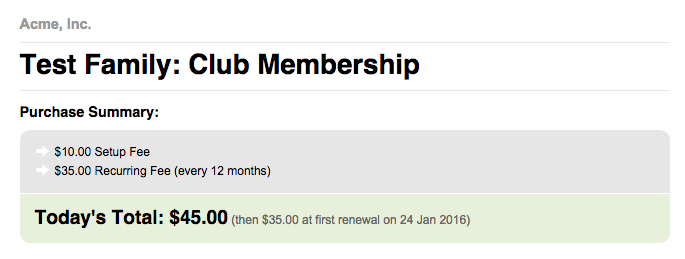 Acme, Inc.
Test Family: Club Membership
Purchase Summary:
$10.00 Setup Fee
$35.00 Recurring Fee (every 12 months)
Today's Total: $45.00 (then $35.00 at first renewal on 24 Jan 2016)